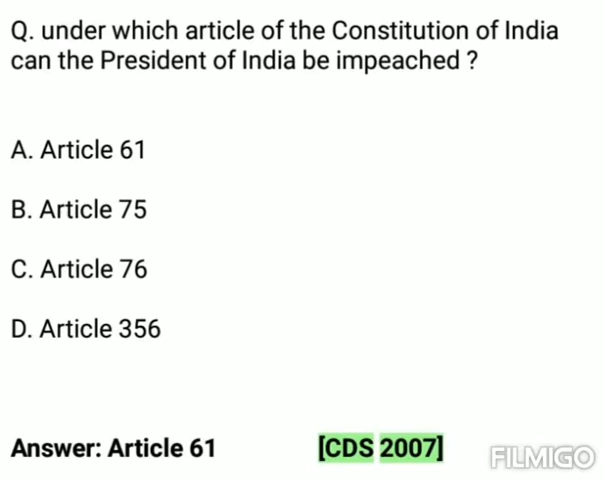 Q. under which article of the Constitution of India
can the President of India be impeached ?
A. Article 61
B. Article 75
C. Article 76
D. Article 356
Answer: Article 61 [CDS 2007]
FILMIGO